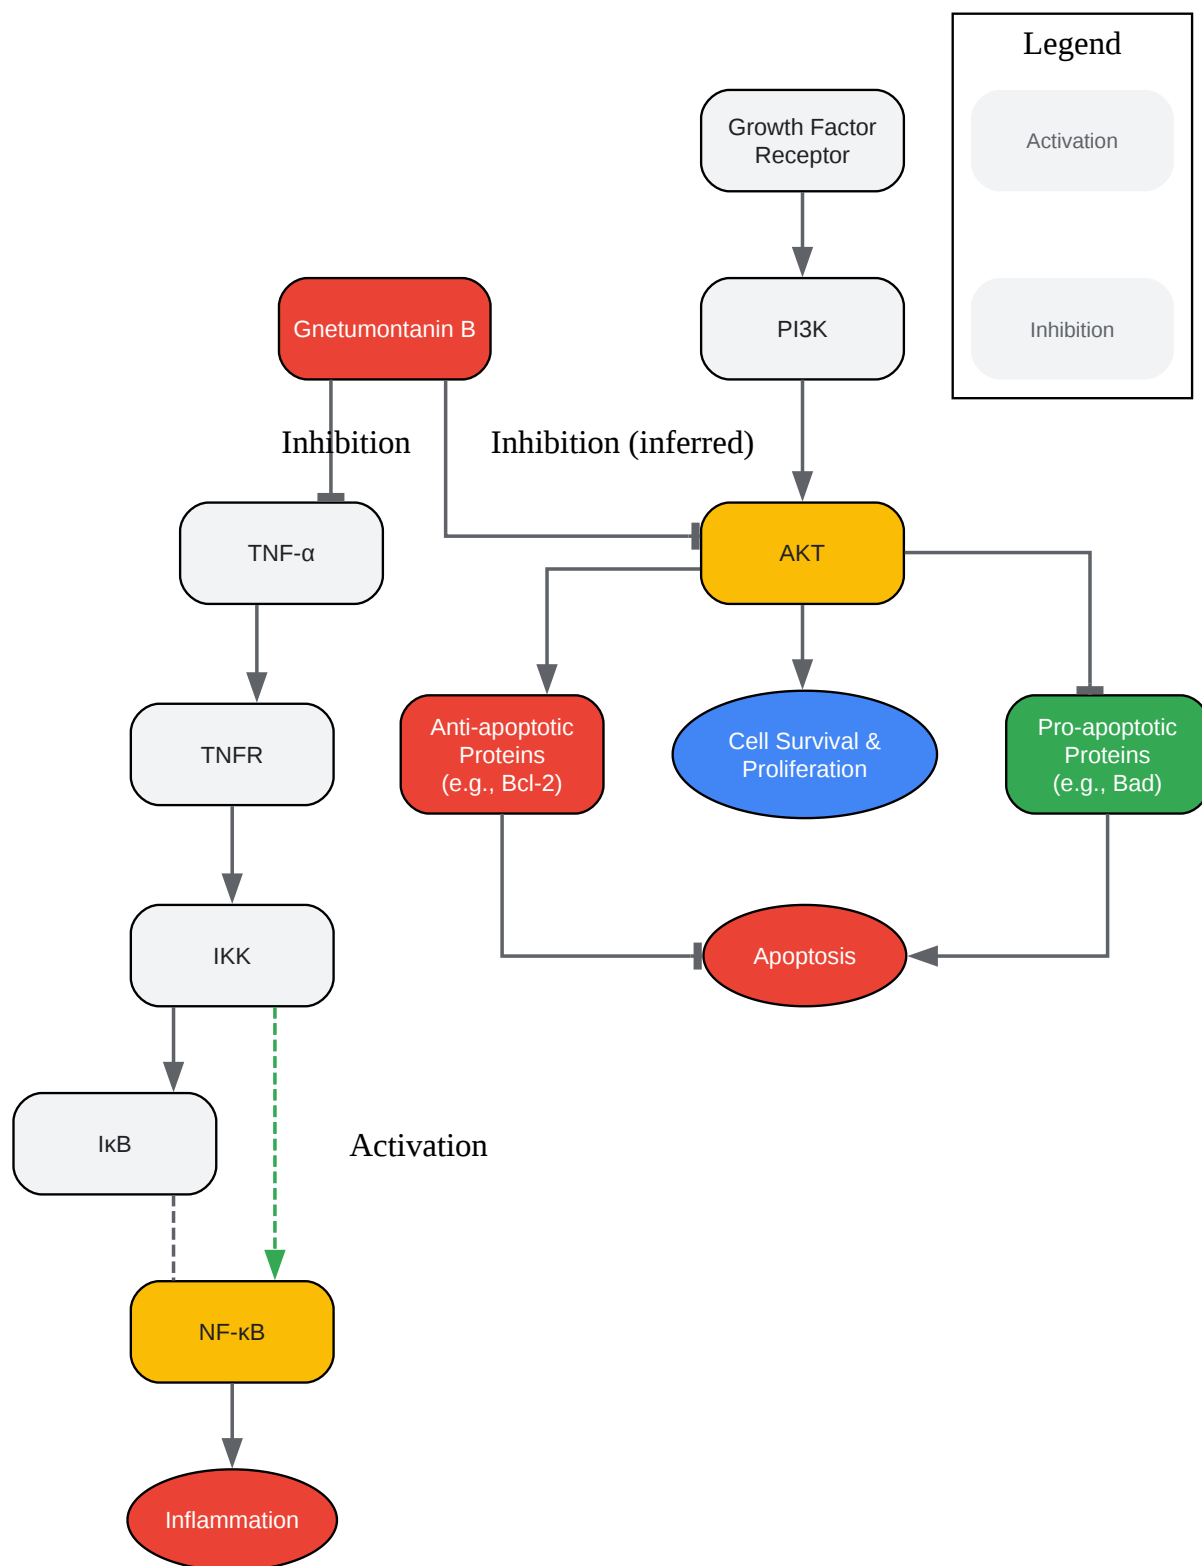 Legend
Activation
Inhibition
Growth Factor
Receptor
PI3K
Gnetumontanin B
Inhibition
Inhibition (inferred)
TNF-α
AKT
TNFR
Anti-apoptotic
Proteins
(e.g., Bcl-2)
Cell Survival &
Proliferation
Pro-apoptotic
Proteins
(e.g., Bad)
IKK
Apoptosis
IκB
Activation
NF-κB
Inflammation